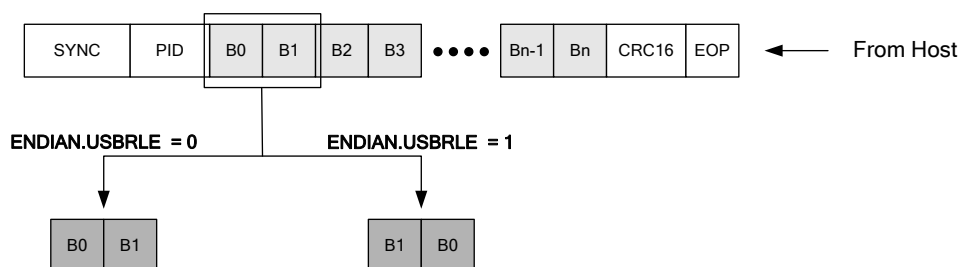 SYNC PID B0 B1 B2 B3 •••• Bn-1 Bn CRC16 EOP From Host
ENDIAN.USBRLE = 0 ENDIAN.USBRLE = 1
B0 B1 B1 B0